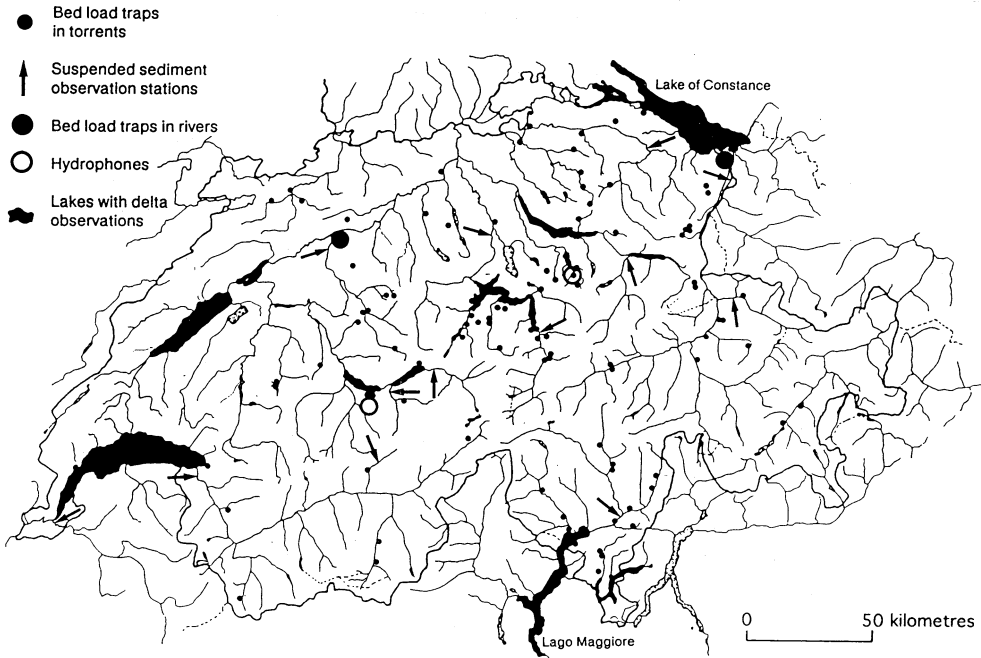 Bed load traps
in torrents
Suspended sediment
observation stations
Bed load traps in rivers
Hydrophones
Lakes with delta
observations
Lake of Constance
Lago Maggiore
0 50 kilometres